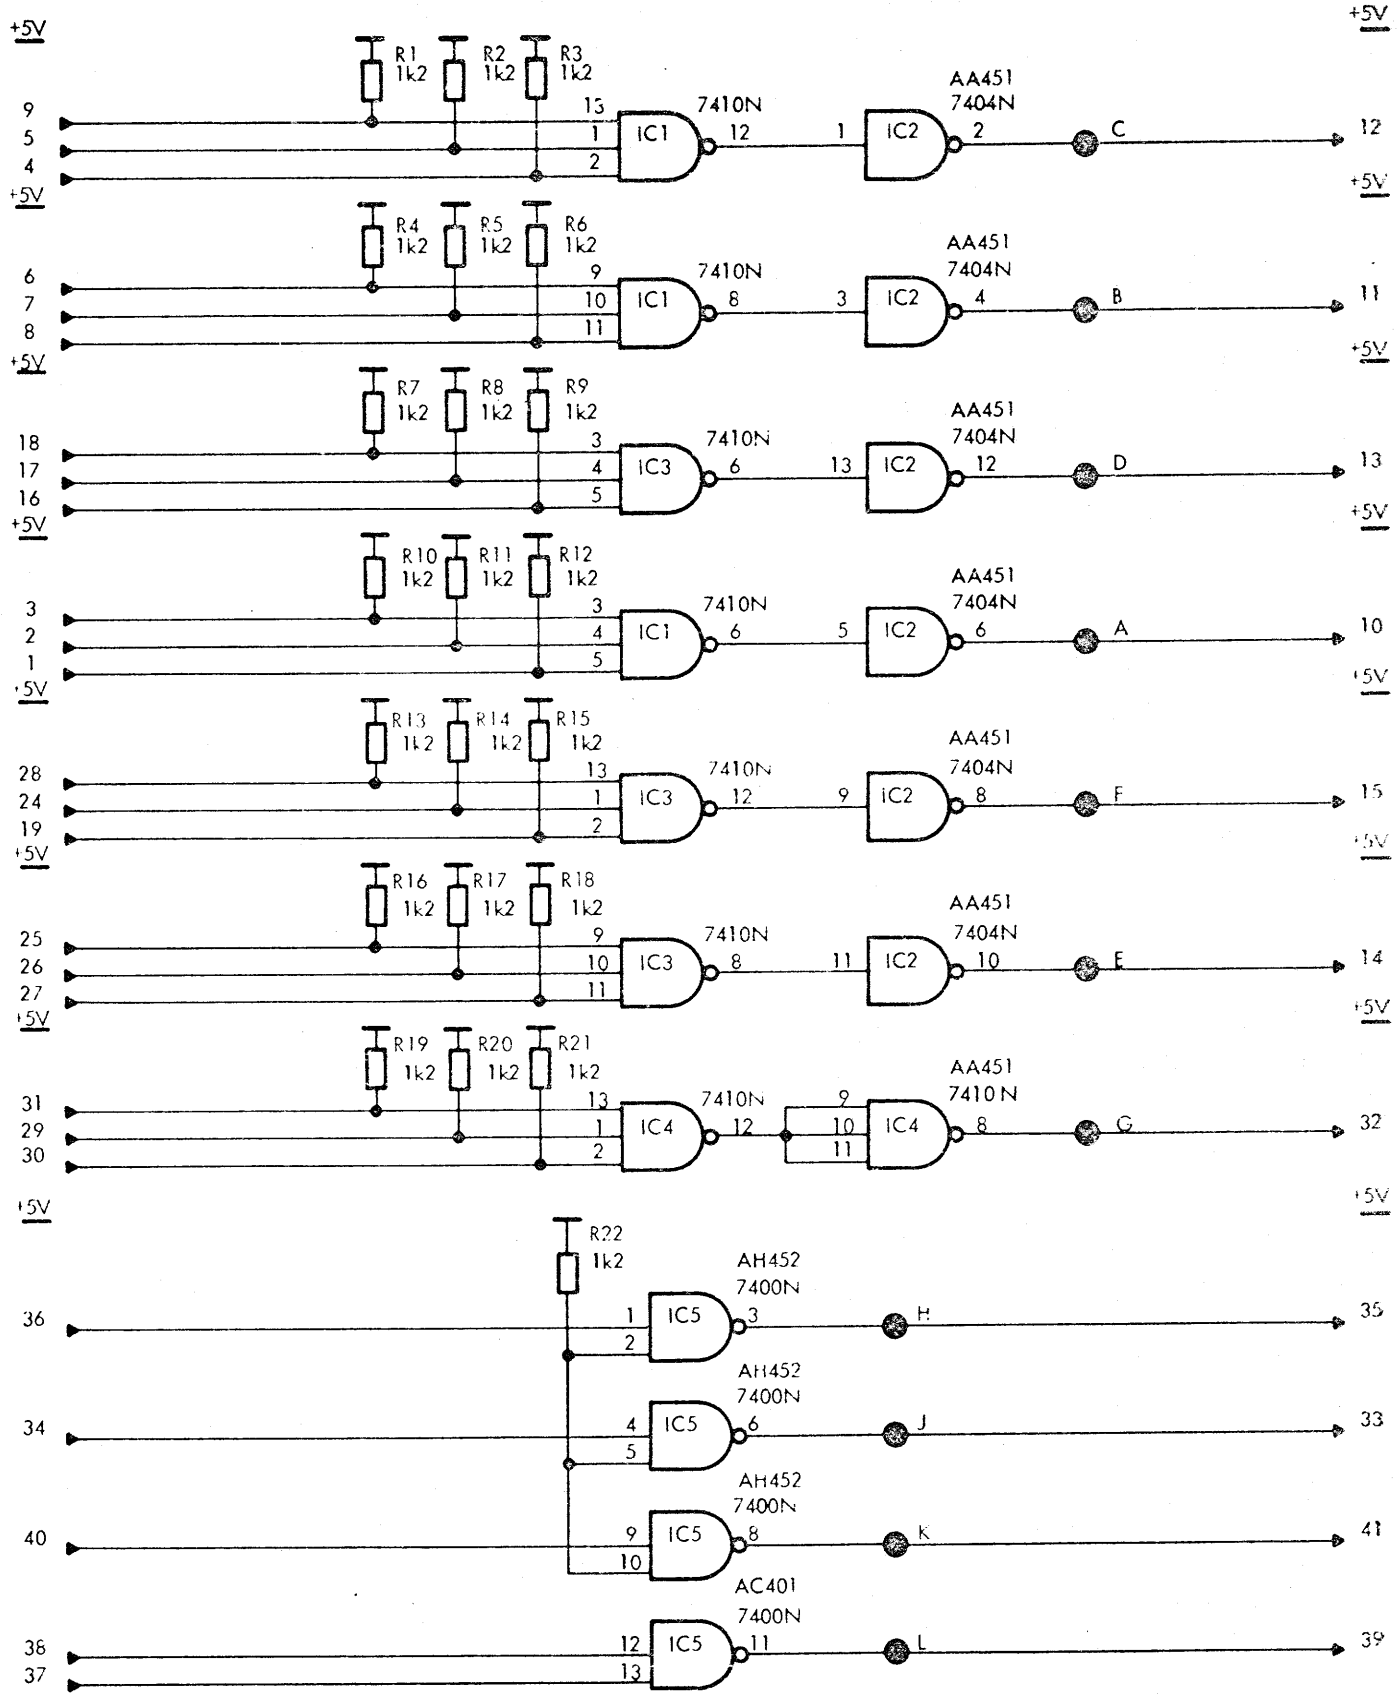 +5V +5V
R1 R2 R3
1k2 1k2 1k2
AA451
9 13 7410N 7404N
5 1 IC1 12 1 IC2 2 C 12
4 2
+5V +5V
R4 R5 R6
1k2 1k2 1k2
AA451
6 9 7410N 7404N
7 10 IC1 8 3 IC2 4 B 11
8 11
+5V +5V
R7 R8 R9
1k2 1k2 1k2
AA451
18 3 7410N 7404N
17 4 IC3 6 13 IC2 12 D 13
16 5
+5V +5V
R10 R11 R12
1k2 1k2 1k2
AA451
3 3 7410N 7404N
2 4 IC1 6 5 IC2 6 A 10
1 5
+5V +5V
R13 R14 R15
1k2 1k2 1k2
AA451
28 13 7410N 7404N
24 1 IC3 12 9 IC2 8 F 15
19 2
+5V +5V
R16 R17 R18
1k2 1k2 1k2
AA451
25 9 7410N 7404N
26 10 IC3 8 11 IC2 10 E 14
27 11
+5V +5V
R19 R20 R21
1k2 1k2 1k2
AA451
31 13 7410N 9 7410N
29 1 IC4 12 10 IC4 8 G 32
30 2 11
+5V +5V
R22
1k2
AH452
7400N
36 1 IC5 3 H 35
2
AH452
7400N
34 4 IC5 6 J 33
5
AH452
7400N
40 9 IC5 8 K 41
10
AC401
7400N
38 12 IC5 11 L 39
37 13